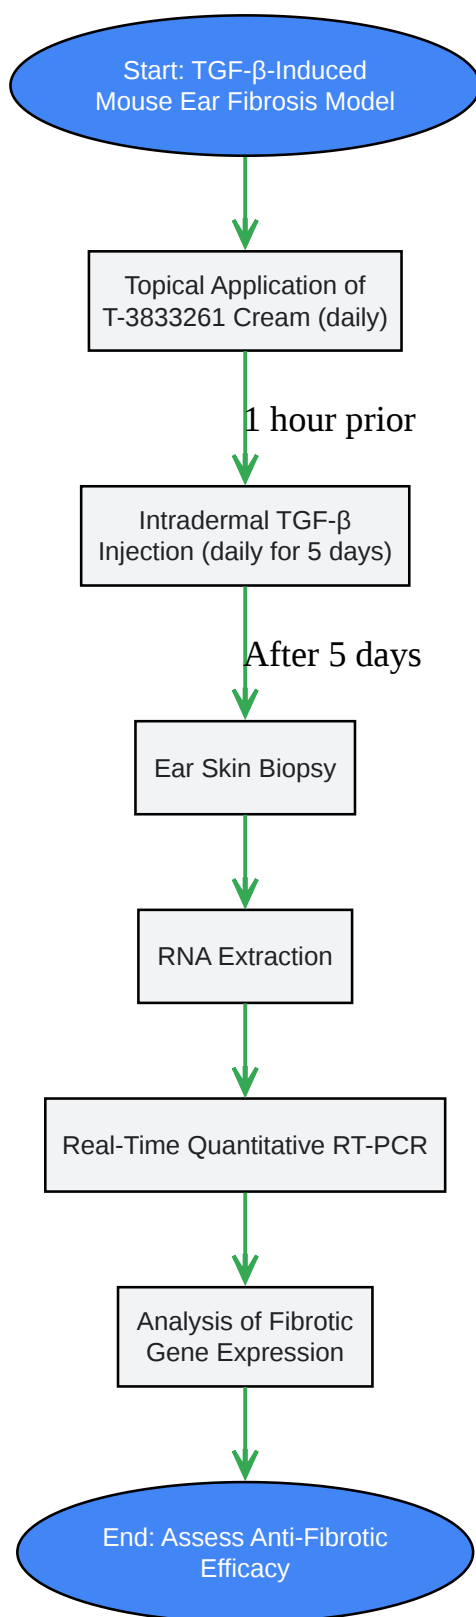 Start: TGF-β-Induced
Mouse Ear Fibrosis Model
Topical Application of
T-3833261 Cream (daily)
1 hour prior
Intradermal TGF-β
Injection (daily for 5 days)
After 5 days
Ear Skin Biopsy
RNA Extraction
Real-Time Quantitative RT-PCR
Analysis of Fibrotic
Gene Expression
End: Assess Anti-Fibrotic
Efficacy